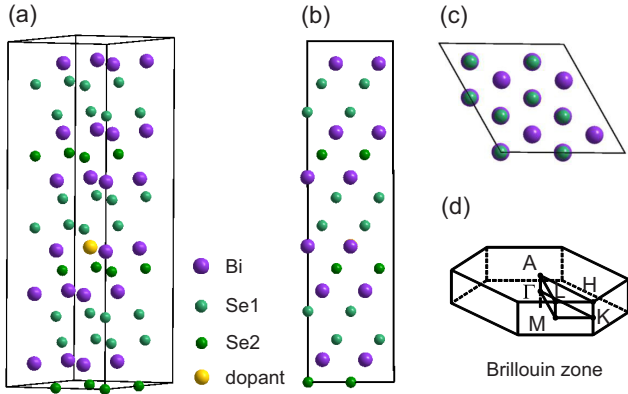 (a)
(b)
(c)
(d)
Bi
Se1
Se2
dopant
A
Γ
L
H
M
K
Brillouin zone